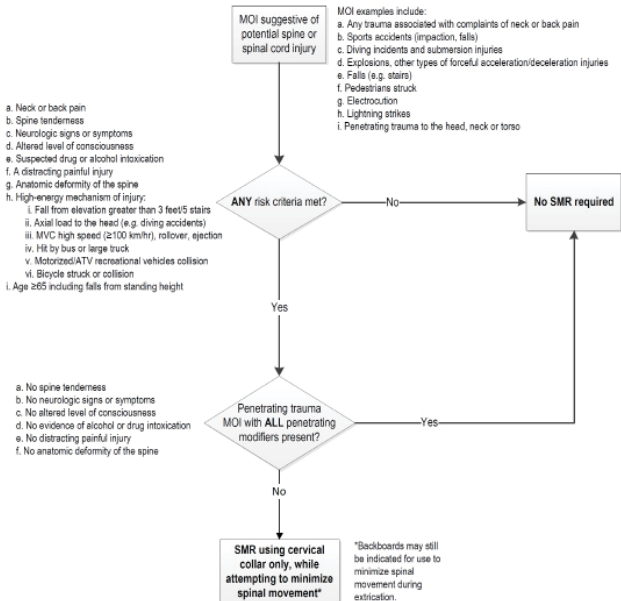 MOI suggestive of
potential spine or
spinal cord injury
MOI examples include:
a. Any trauma associated with complaints of neck or back pain
b. Sports accidents (impaction, falls)
c. Diving incidents and submersion injuries
d. Explosions, other types of forceful acceleration/deceleration injuries
e. Falls (e.g. stairs)
f. Pedestrians struck
g. Electrocution
h. Lightning strikes
i. Penetrating trauma to the head, neck or torso
a. Neck or back pain
b. Spine tenderness
c. Neurologic signs or symptoms
d. Altered level of consciousness
e. Suspected drug or alcohol intoxication
f. A distracting painful injury
g. Anatomic deformity of the spine
h. High-energy mechanism of injury:
i. Fall from elevation greater than 3 feet/5 stairs
ii. Axial load to the head (e.g. diving accidents)
iii. MVC high speed (≥100 km/hr), rollover, ejection
iv. Hit by bus or large truck
v. Motorized/ATV recreational vehicles collision
vi. Bicycle struck or collision
i. Age ≥65 including falls from standing height
ANY risk criteria met?
No
No SMR required
Yes
a. No spine tenderness
b. No neurologic signs or symptoms
c. No altered level of consciousness
d. No evidence of alcohol or drug intoxication
e. No distracting painful injury
f. No anatomic deformity of the spine
Penetrating trauma
MOI with ALL penetrating
modifiers present?
Yes
No
SMR using cervical
collar only, while
attempting to minimize
spinal movement*
*Backboards may still
be indicated for use to
minimize spinal
movement during
extrication.